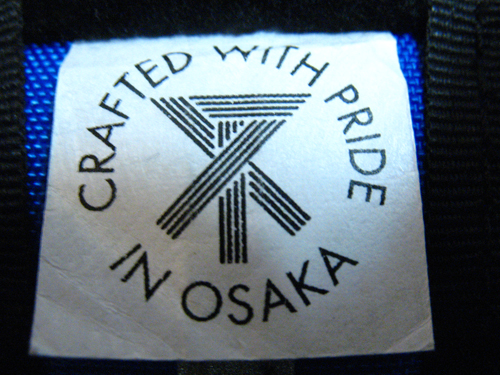 CRAFTED WITH PRIDE
IN OSAKA